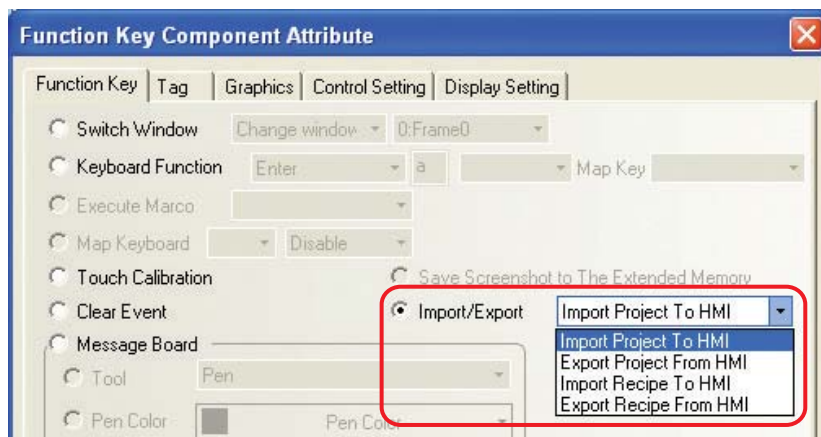 Function Key Component Attribute
Function Key Tag Graphics Control Setting Display Setting
Switch Window Change window 0:Frame0
Keyboard Function Enter a Map Key
Execute Marco
Map Keyboard Disable
Touch Calibration Save Screenshot to The Extended Memory
Clear Event Import/Export Import Project To HMI
Import Project To HMI
Message Board
Export Project From HMI
Tool Pen
Import Recipe To HMI
Export Recipe From HMI
Pen Color Pen Color